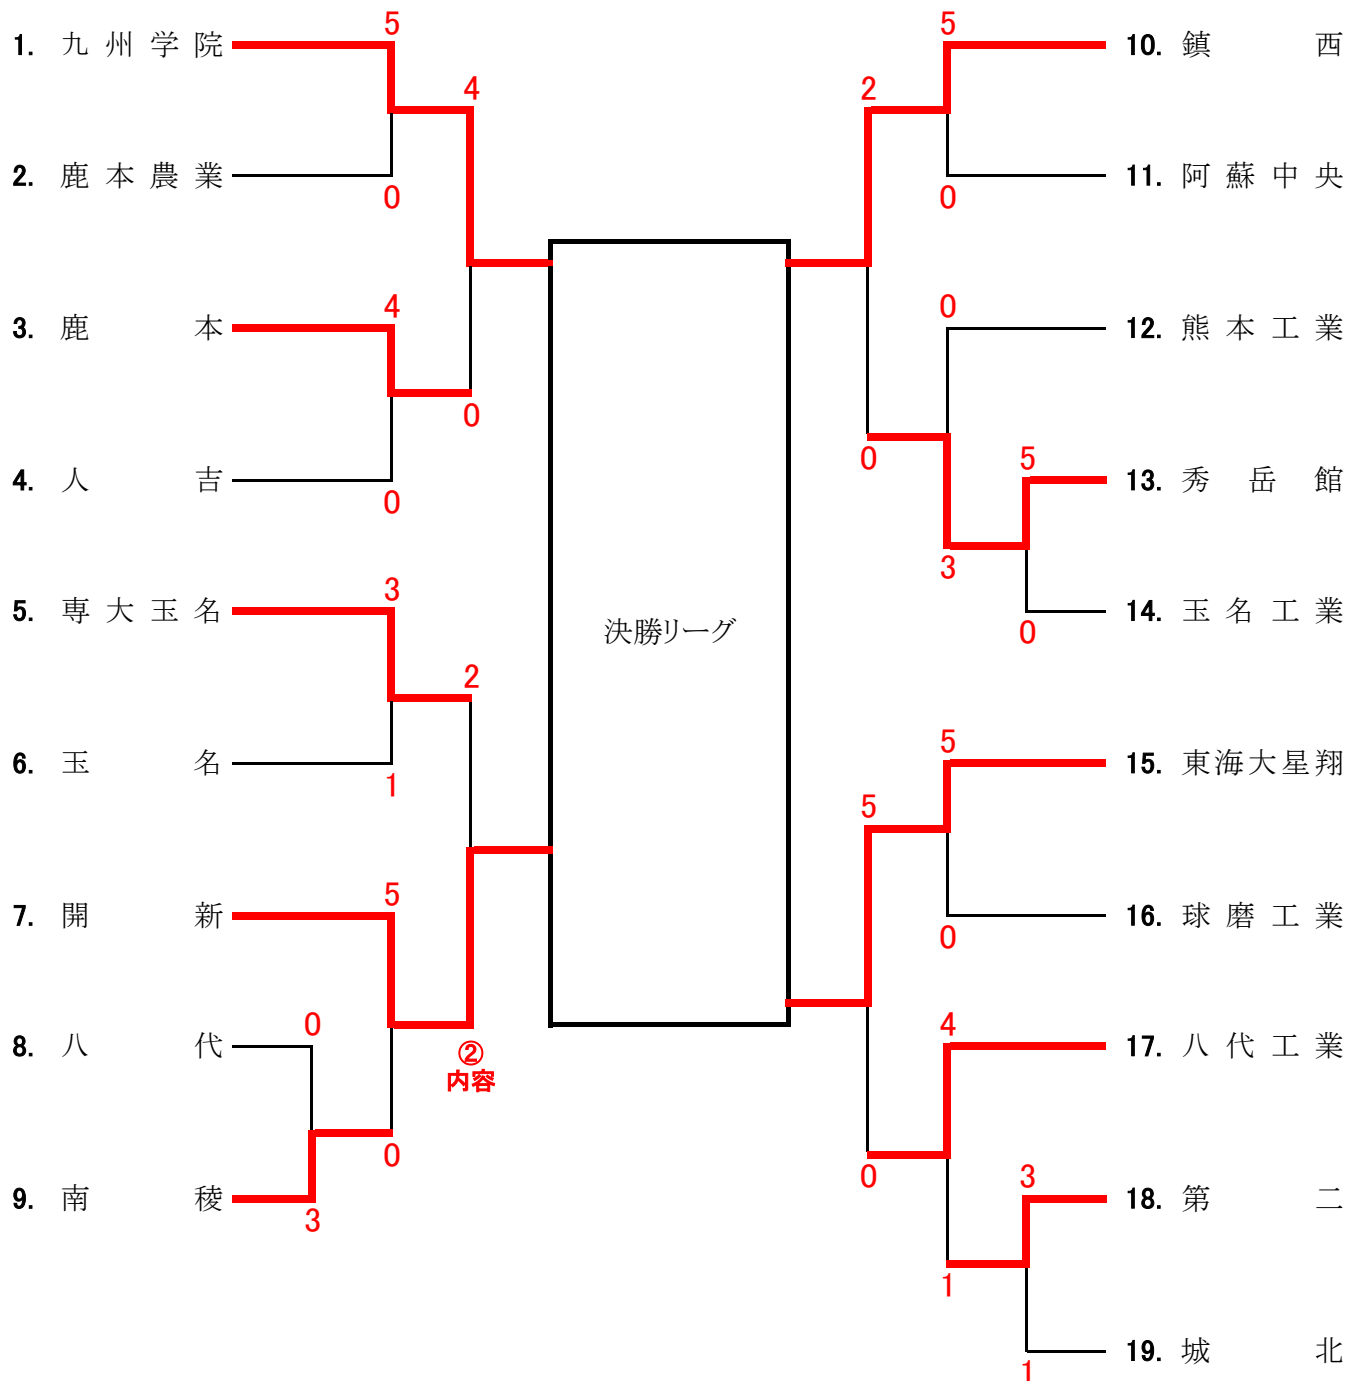 5
1. 九州学院
4
2. 鹿本農業
0
4
3. 鹿本
0
4. 人吉
0
3
5. 専大玉名
2
6. 玉名
1
5
7. 開新
0
8. 八代
②
内容
0
9. 南稜
3
決勝リーグ
5
10. 鎮西
2
11. 阿蘇中央
0
0
12. 熊本工業
0
5
13. 秀岳館
3
14. 玉名工業
0
5
15. 東海大星翔
5
16. 球磨工業
0
4
17. 八代工業
0
3
18. 第二
1
19. 城北
1